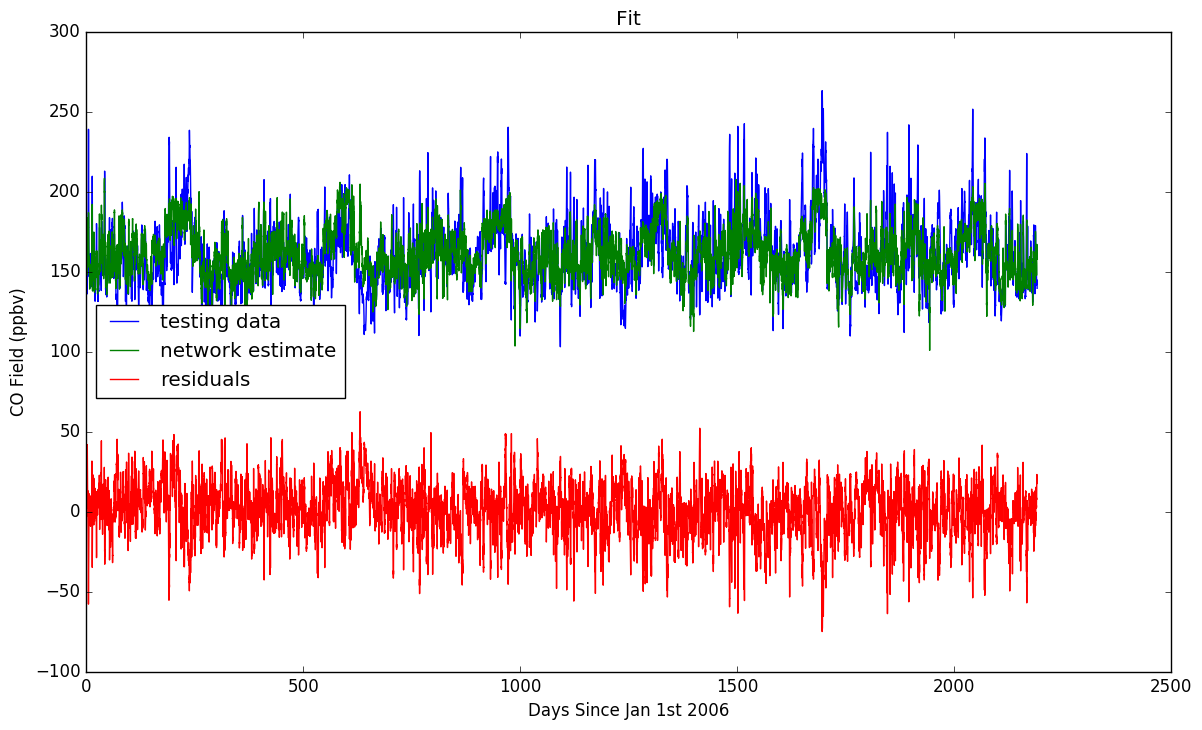 Fit
300
250
200
150
100
50
0
−50
−100
CO Field (ppbv)
testing data
network estimate
residuals
0 500 1000 1500 2000 2500
Days Since Jan 1st 2006